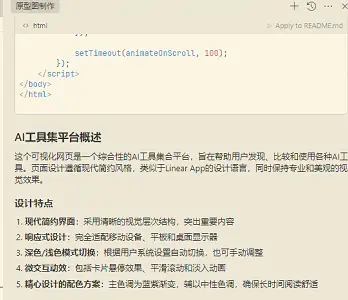 原型图制作
html
Apply to README.md
});
setTimeout(animateOnScroll, 100);
});
</script>
</body>
</html>
AI工具集平台概述
这个可视化网页是一个综合性的AI工具集合平台，旨在帮助用户发现、比较和使用各种AI工
具。页面设计遵循现代简约风格，类似于Linear App的设计语言，同时保持专业和美观的视
觉效果。
设计特点
1. 现代简约界面：采用清晰的视觉层次结构，突出重要内容
2. 响应式设计：完全适配移动设备、平板和桌面显示器
3. 深色/浅色模式切换：根据用户系统设置自动切换，也可手动调整
4. 微交互动效：包括卡片悬停效果、平滑滚动和淡入动画
5. 精心设计的配色方案：主色调为蓝紫渐变，辅以中性色调，确保长时间阅读舒适